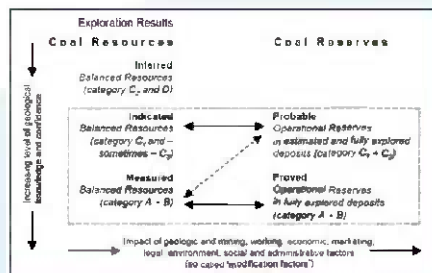 Exploration Results
Coal Resources
Coal Reserves
Increasing level of geological
knowledge and confidence
Inferred
Balanced Resources
(category C₂ and D)
Indicated
Balanced Resources
(category C₁ and –
sometimes – C₂)
Probable
Operational Reserves
in estimated and fully explored
deposits (category C₁ + C₂)
Measured
Balanced Resources
(category A - B)
Proved
Operational Reserves
in fully explored deposits
(category A - B)
Impact of geologic and mining, working, economic, marketing,
legal, environment, social and administrative factors
(so called "modification factors")